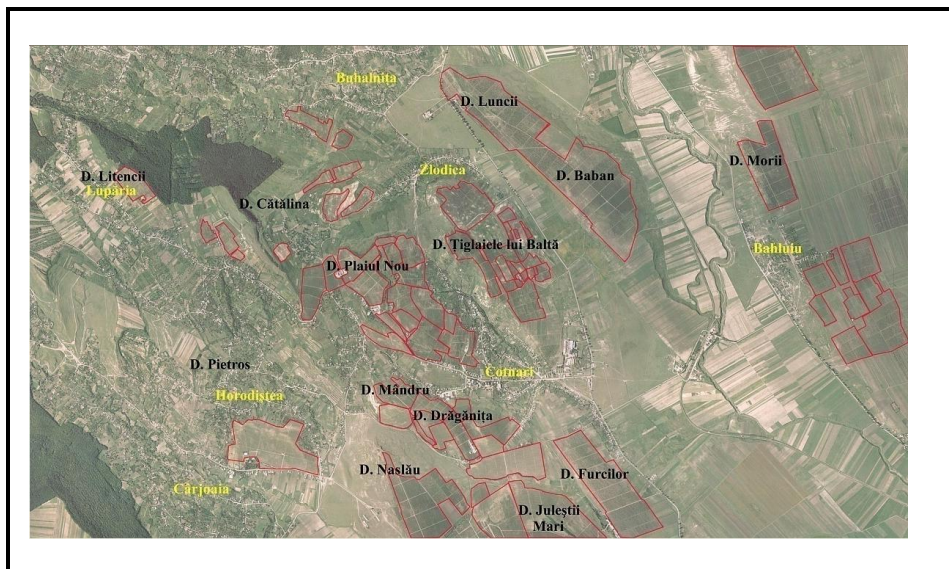 Buhalnița
D. Luncii
D. Morii
D. Litencii
Lupăria
Zlodica
D. Baban
D. Cătălina
D. Țiglaiele lui Baltă
Bahluiu
D. Plaiul Nou
D. Pietros
Cotnari
Horodiștea
D. Mândru
D. Drăgănița
D. Naslău
D. Furcilor
Cârjoaia
D. Juleștii
Mari